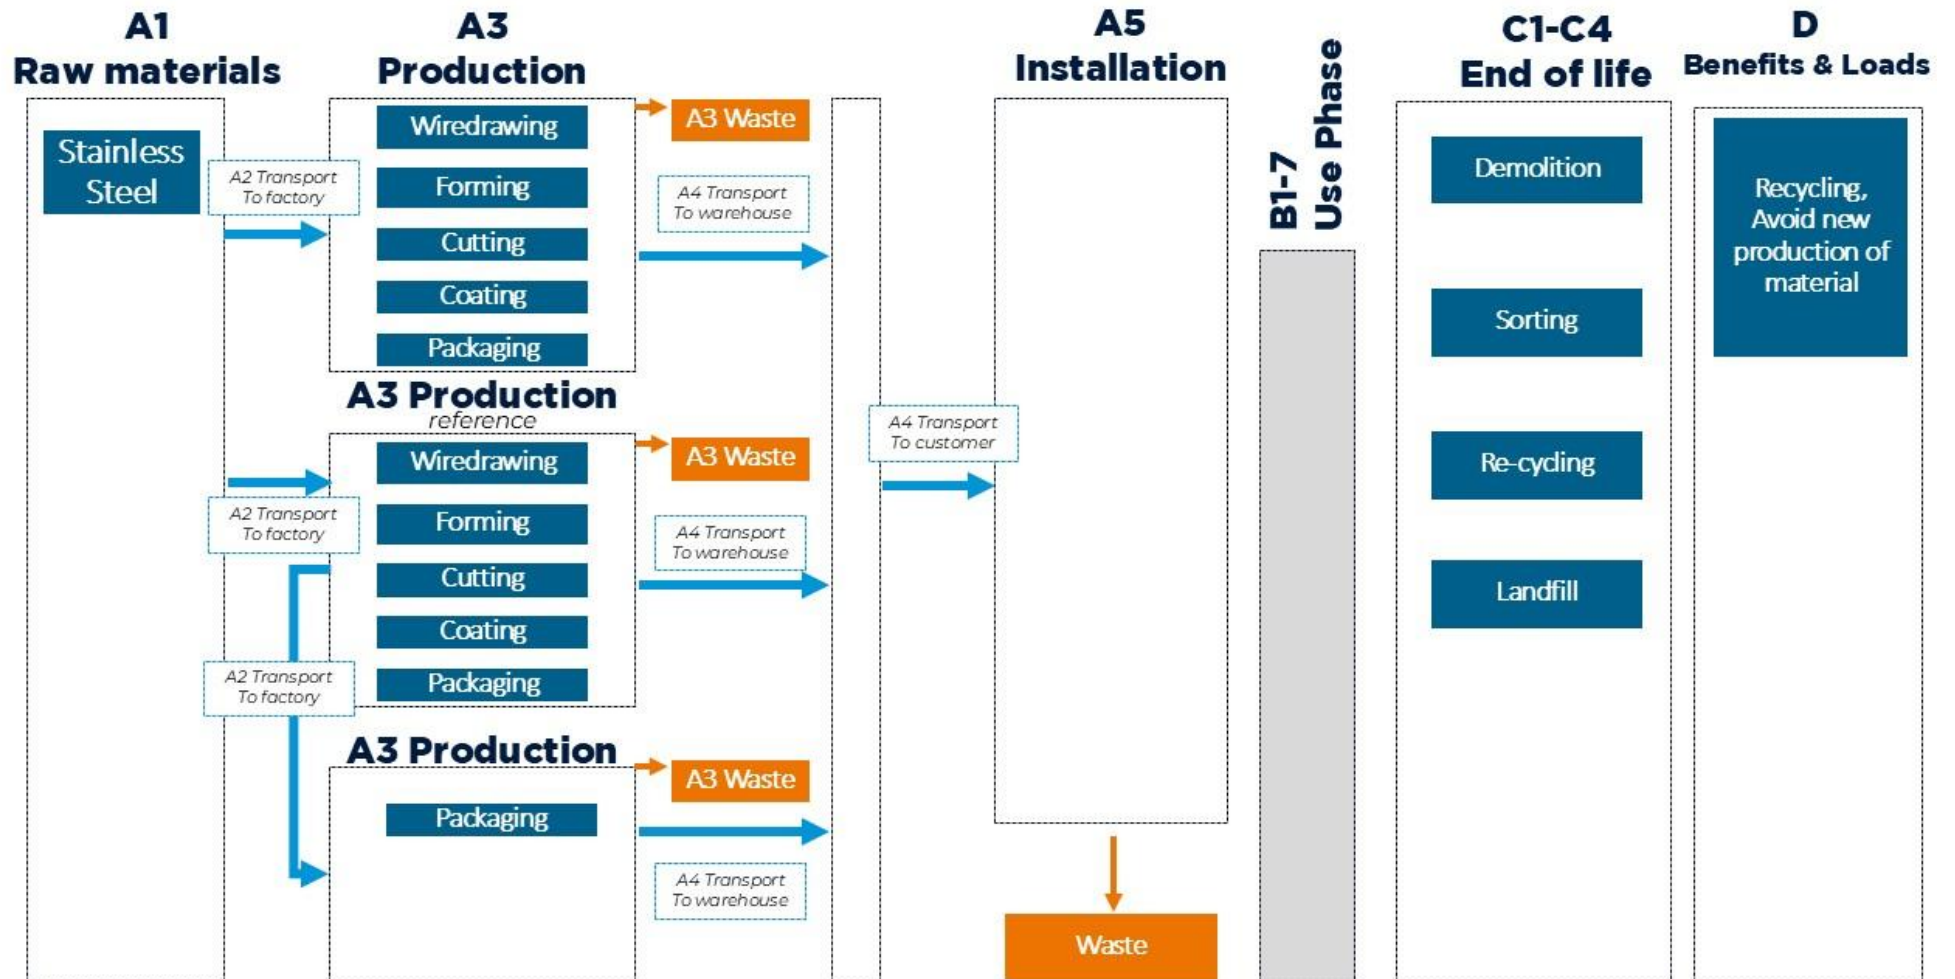 A1
Raw materials
Stainless
Steel
A2 Transport
To factory
A3
Production
Wiredrawing
Forming
Cutting
Coating
Packaging
A3 Waste
A4 Transport
To warehouse
A3 Production
reference
A2 Transport
To factory
Wiredrawing
Forming
Cutting
Coating
Packaging
A3 Waste
A4 Transport
To warehouse
A2 Transport
To factory
A3 Production
Packaging
A3 Waste
A4 Transport
To warehouse
A4 Transport
To customer
A5
Installation
Waste
B1-7
Use Phase
C1-C4
End of life
Demolition
Sorting
Re-cycling
Landfill
D
Benefits & Loads
Recycling,
Avoid new
production of
material